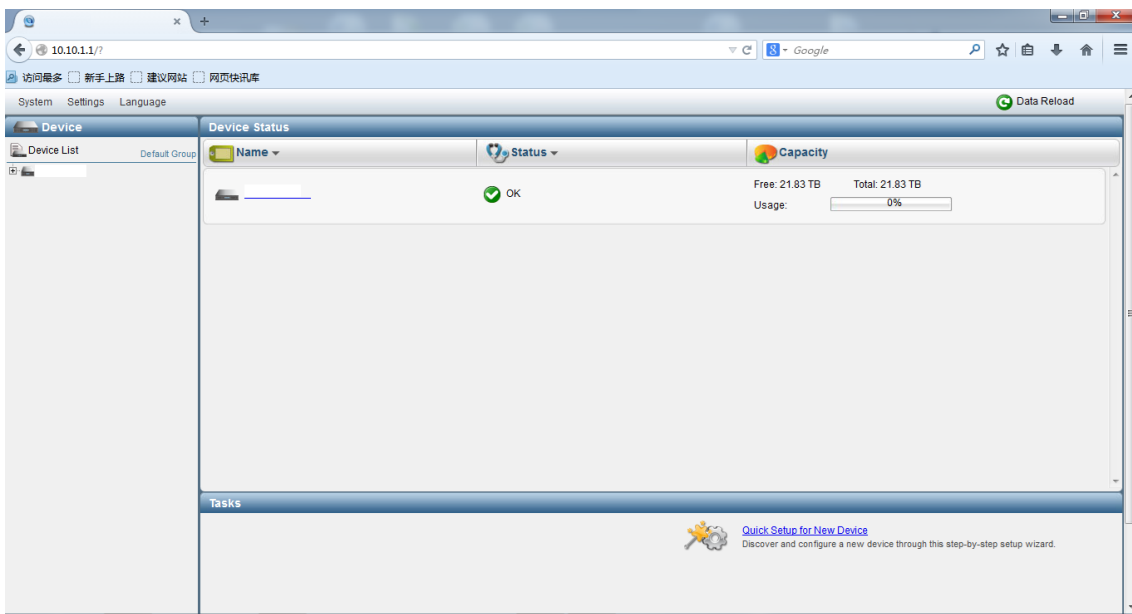 10.10.1.1/?
8 Google
访问最多 新手上路 建议网站 网页快讯库
System Settings Language
Data Reload
Device
Device Status
Device List Default Group
Name
Status
Capacity
OK
Free: 21.83 TB Total: 21.83 TB
Usage: 0%
Tasks
Quick Setup for New Device
Discover and configure a new device through this step-by-step setup wizard.